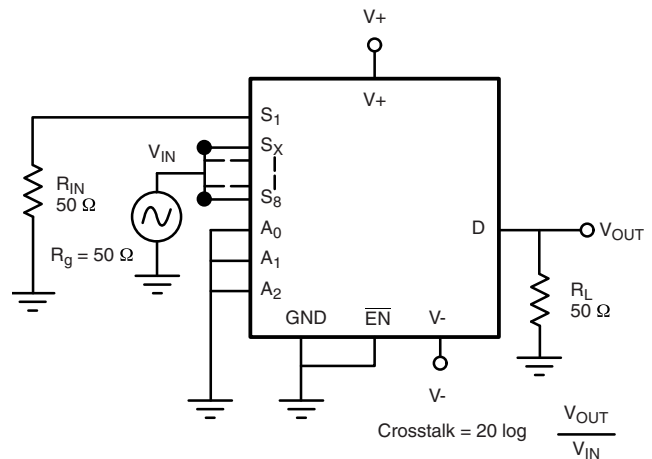 V+
V+
S1
SX
VIN
RIN
50 Ω
S8
Rg = 50 Ω
A0
D
VOUT
A1
A2
RL
50 Ω
GND
EN
V-
V-
Crosstalk = 20 log VOUT
VIN